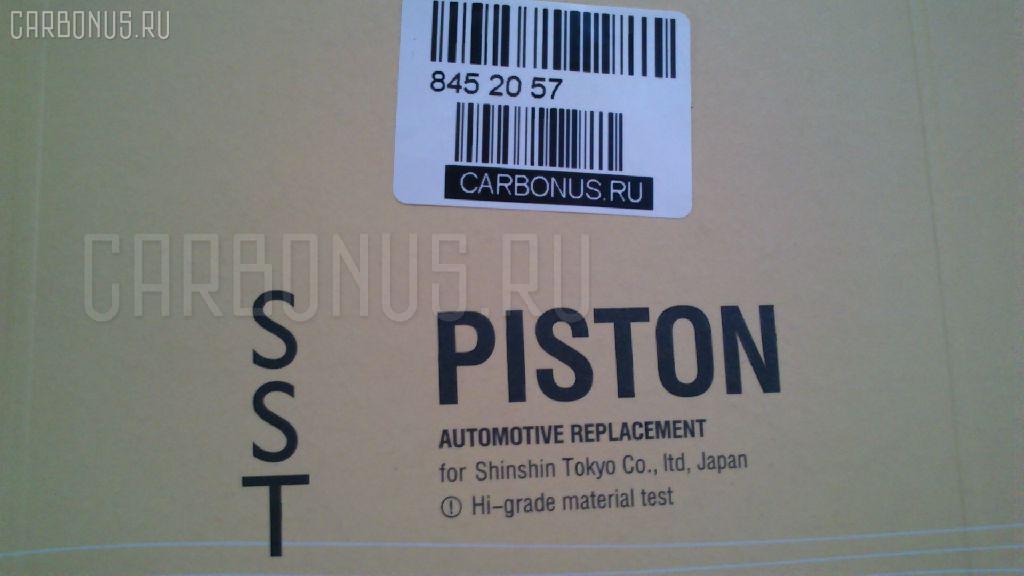 CARBONUS.RU
845 20 57
CARBONUS.RU
CARBONUS.RU
S
S
T
PISTON
AUTOMOTIVE REPLACEMENT
for Shinshin Tokyo Co., ltd, Japan
! Hi-grade material test